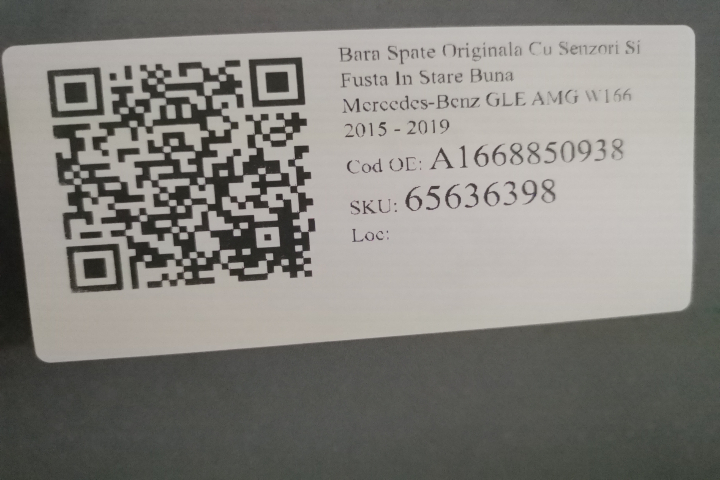 Bara Spate Originala Cu Senzori Si
Fusta In Stare Buna
Mercedes-Benz GLE AMG W166
2015 - 2019
Cod OE: A1668850938
SKU: 65636398
Loc: